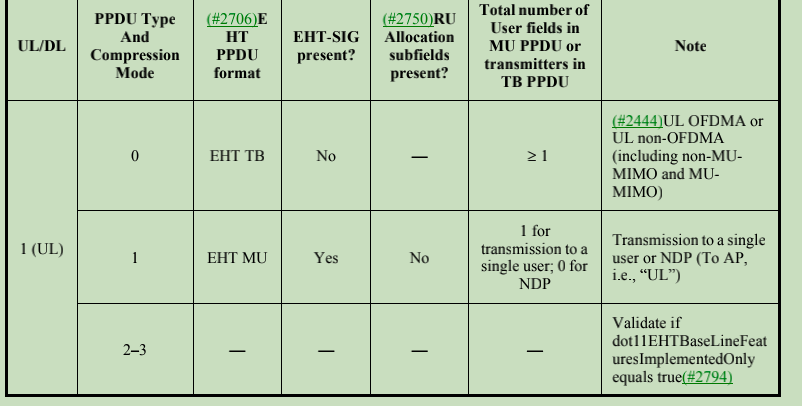 UL/DL
PPDU Type
And
Compression
Mode
(#2706)E
HT
PPDU
format
EHT-SIG
present?
(#2750)RU
Allocation
subfields
present?
Total number of
User fields in
MU PPDU or
transmitters in
TB PPDU
Note
1 (UL)
0
EHT TB
No
—
≥ 1
(#2444)UL OFDMA or
UL non-OFDMA
(including non-MU-
MIMO and MU-
MIMO)
1
EHT MU
Yes
No
1 for
transmission to a
single user; 0 for
NDP
Transmission to a single
user or NDP (To AP,
i.e., “UL”)
2–3
—
—
—
—
Validate if
dot11EHTBaseLineFeat
uresImplementedOnly
equals true(#2794)